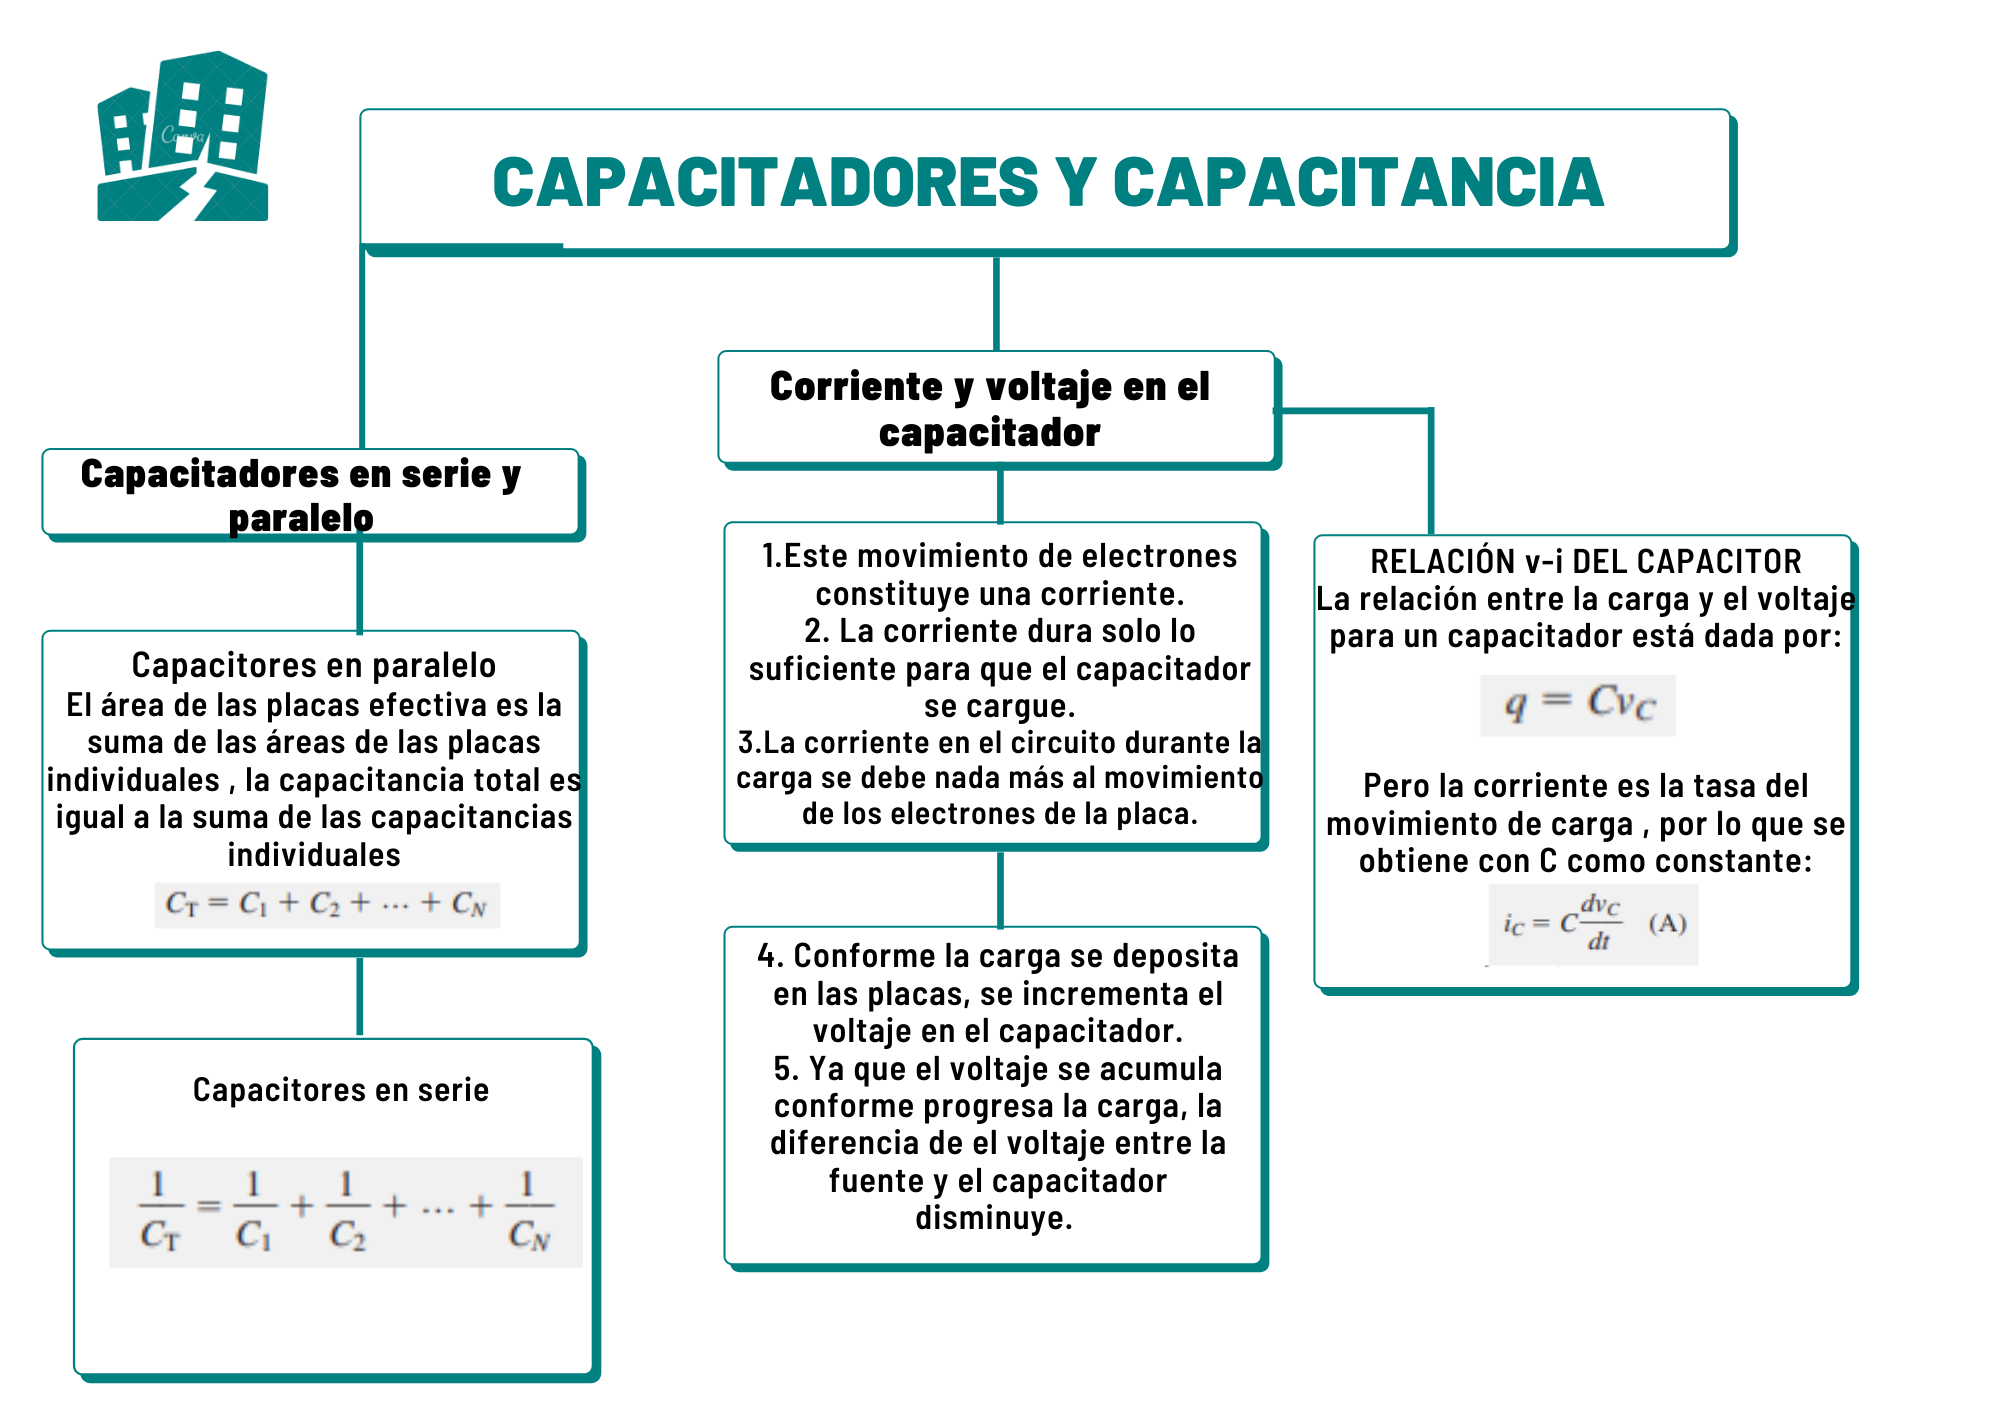 Canva
CAPACITADORES Y CAPACITANCIA
Capacitadores en serie y
paralelo
Capacitores en paralelo
El área de las placas efectiva es la
suma de las áreas de las placas
individuales , la capacitancia total es
igual a la suma de las capacitancias
individuales
C_T = C_1 + C_2 + ... + C_N
Capacitores en serie
1/C_T = 1/C_1 + 1/C_2 + ... + 1/C_N
Corriente y voltaje en el
capacitador
1.Este movimiento de electrones
constituye una corriente.
2. La corriente dura solo lo
suficiente para que el capacitador
se cargue.
3.La corriente en el circuito durante la
carga se debe nada más al movimiento
de los electrones de la placa.
4. Conforme la carga se deposita
en las placas, se incrementa el
voltaje en el capacitador.
5. Ya que el voltaje se acumula
conforme progresa la carga, la
diferencia de el voltaje entre la
fuente y el capacitador
disminuye.
RELACIÓN v-i DEL CAPACITOR
La relación entre la carga y el voltaje
para un capacitador está dada por:
q = Cv_C
Pero la corriente es la tasa del
movimiento de carga , por lo que se
obtiene con C como constante:
i_C = C dv_C/dt (A)